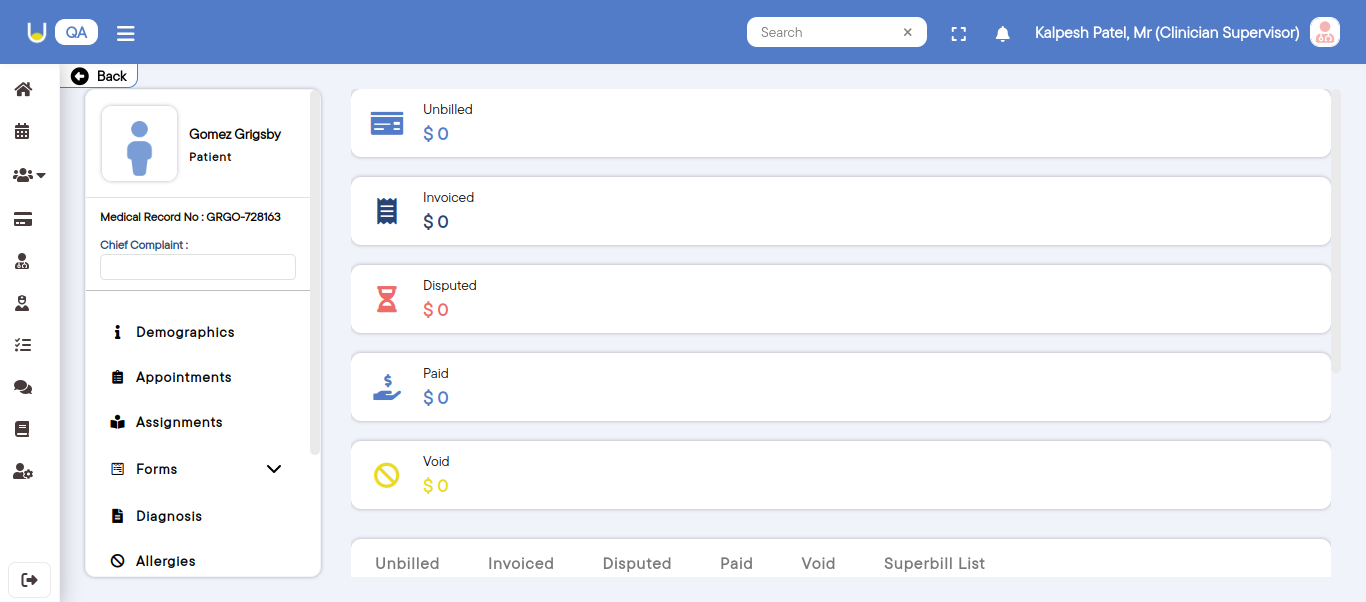 QA
Search
Kalpesh Patel, Mr (Clinician Supervisor)
Back
Gomez Grigsby
Patient
Medical Record No : GRGO-728163
Chief Complaint :
Demographics
Appointments
Assignments
Forms
Diagnosis
Allergies
Unbilled
$ 0
Invoiced
$ 0
Disputed
$ 0
Paid
$ 0
Void
$ 0
Unbilled Invoiced Disputed Paid Void Superbill List